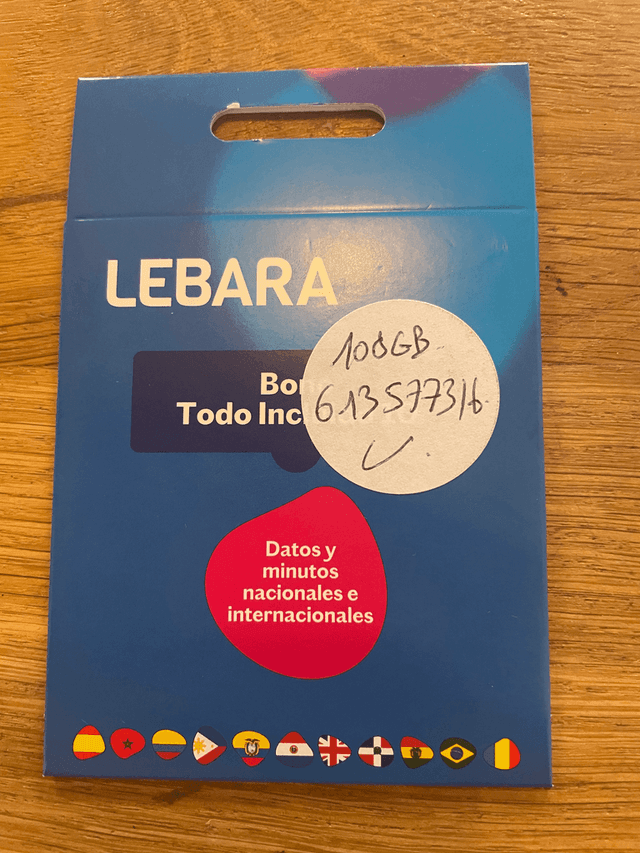 LEBARA
100GB
613577316
Todo
Datos y
minutos
nacionales e
internacionales